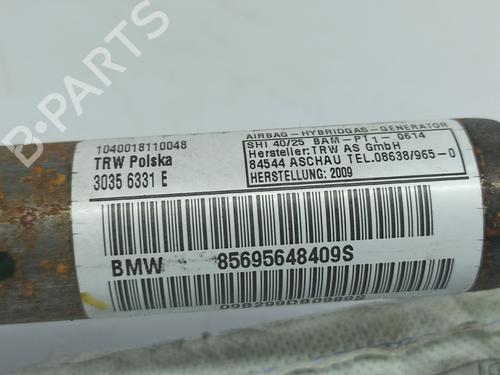 1040018110048
TRW Polska
3035 6331 E
AIRBAG-HYBRIDGAS-GENERATOR
SHI 40/25 BAM-PT1- 0614
Hersteller:TRW AS GmbH
84544 ASCHAU TEL.08638/965-0
HERSTELLUNG: 2009
BMW 85695648409S
B-PARTS